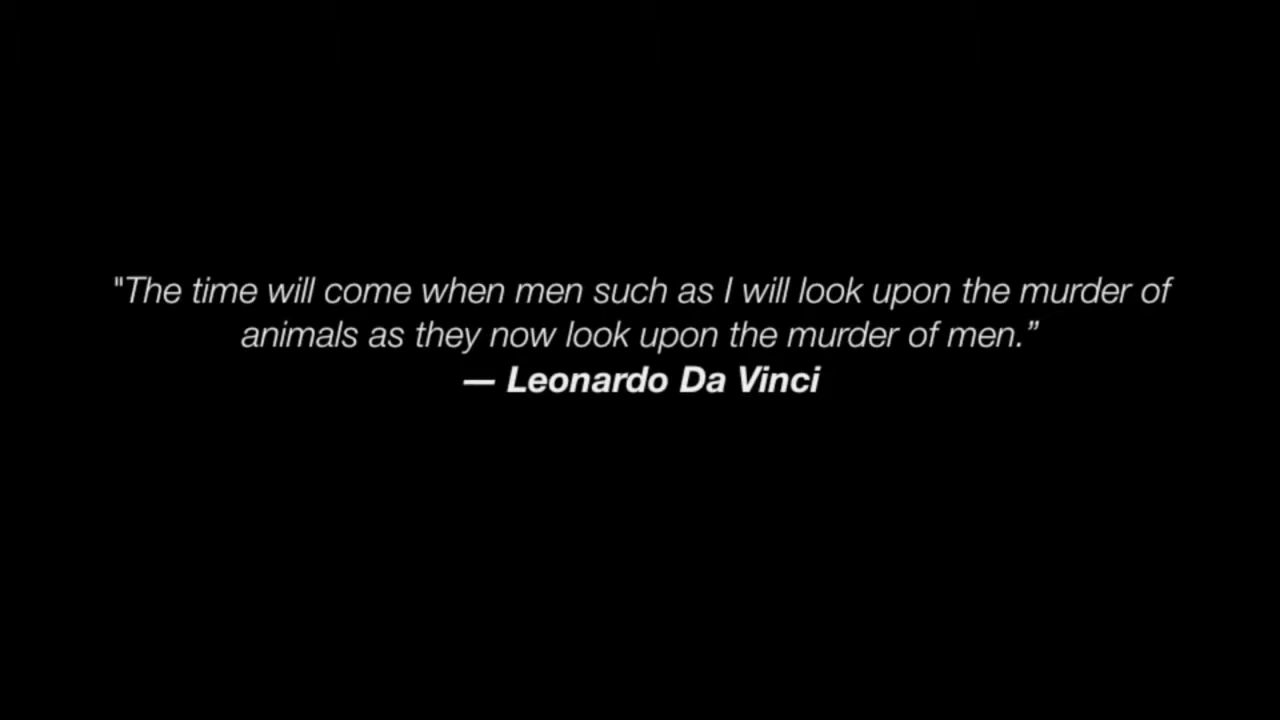 "The time will come when men such as I will look upon the murder of
animals as they now look upon the murder of men.”
— Leonardo Da Vinci